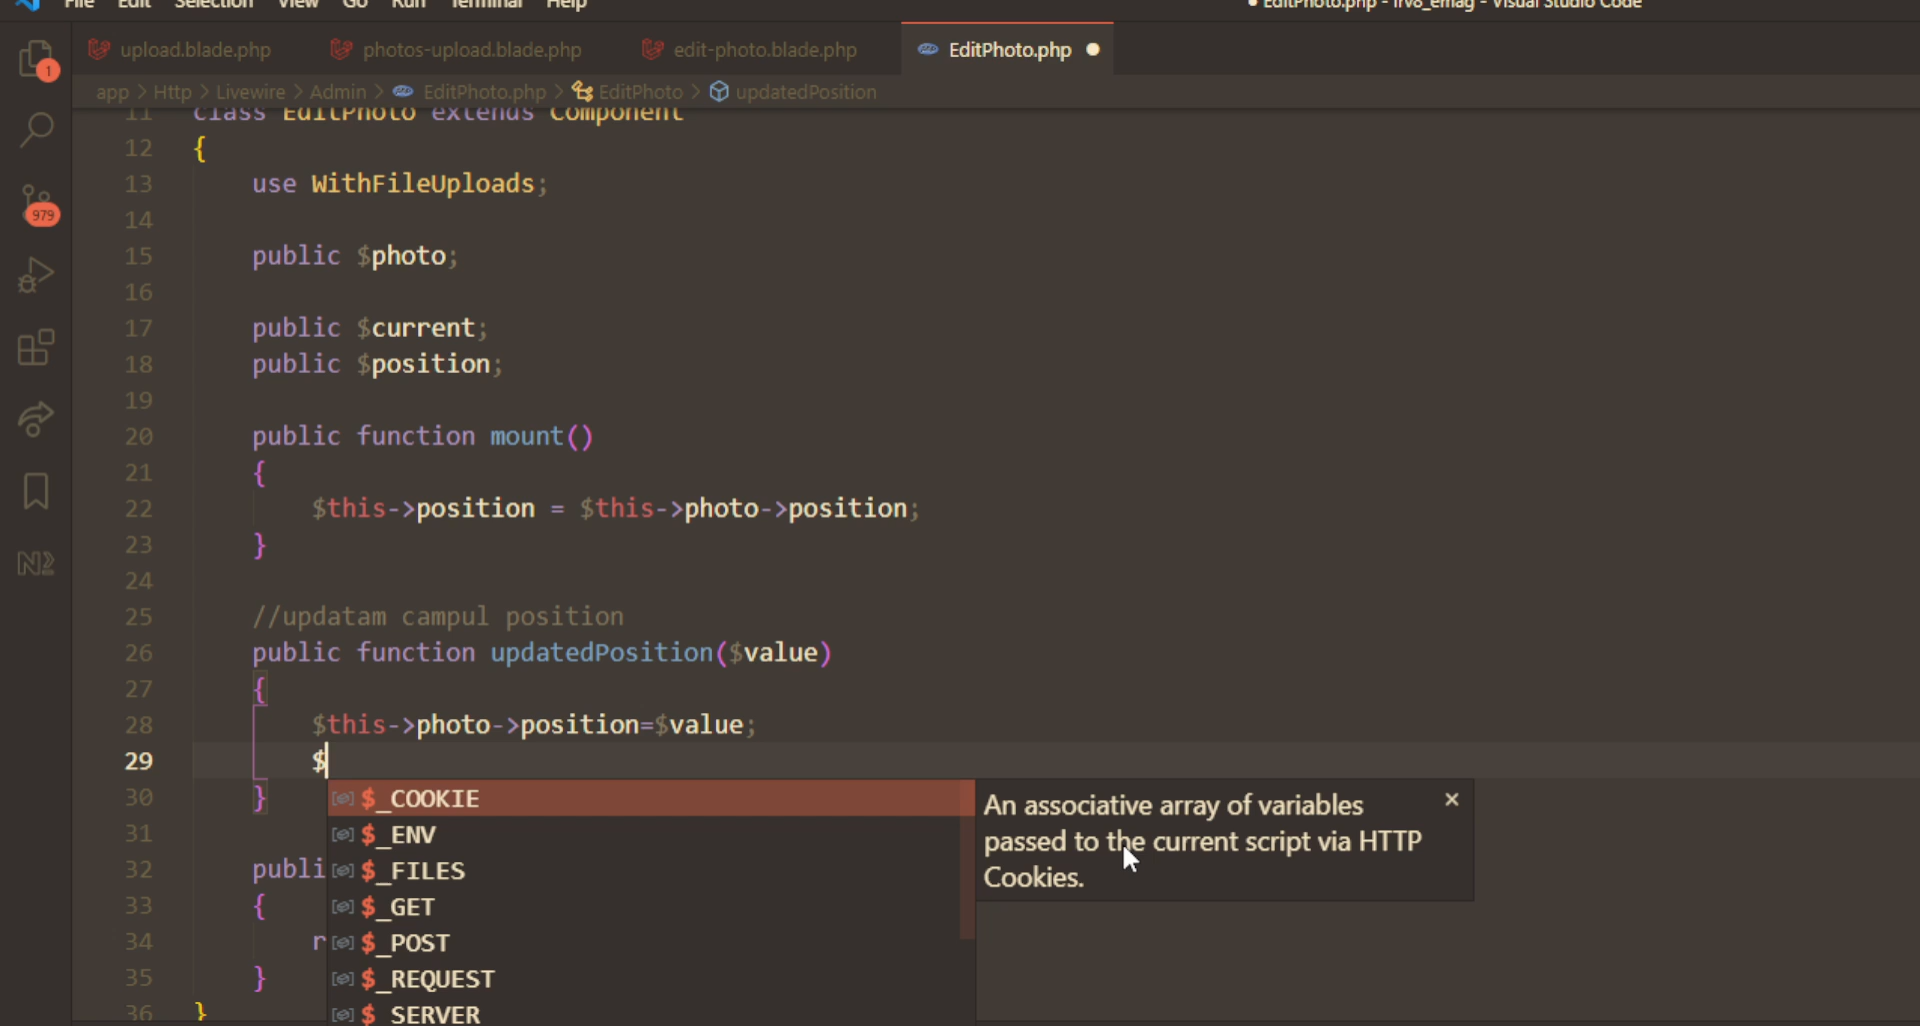 File Edit Selection View Go Run Terminal Help
● EditPhoto.php - lrv8_emag - Visual Studio Code
upload.blade.php photos-upload.blade.php edit-photo.blade.php EditPhoto.php ●
app > Http > Livewire > Admin > EditPhoto.php > EditPhoto > updatedPosition
1
979
11 class EditPhoto extends Component
12 {
13 use WithFileUploads;
14
15 public $photo;
16
17 public $current;
18 public $position;
19
20 public function mount()
21 {
22 $this->position = $this->photo->position;
23 }
24
25 //updatam campul position
26 public function updatedPosition($value)
27 {
28 $this->photo->position=$value;
29 $
30 }
31
32 publi
33 {
34 r
35 }
36 }
$_COOKIE
$_ENV
$_FILES
$_GET
$_POST
$_REQUEST
$_SERVER
An associative array of variables
passed to the current script via HTTP
Cookies.